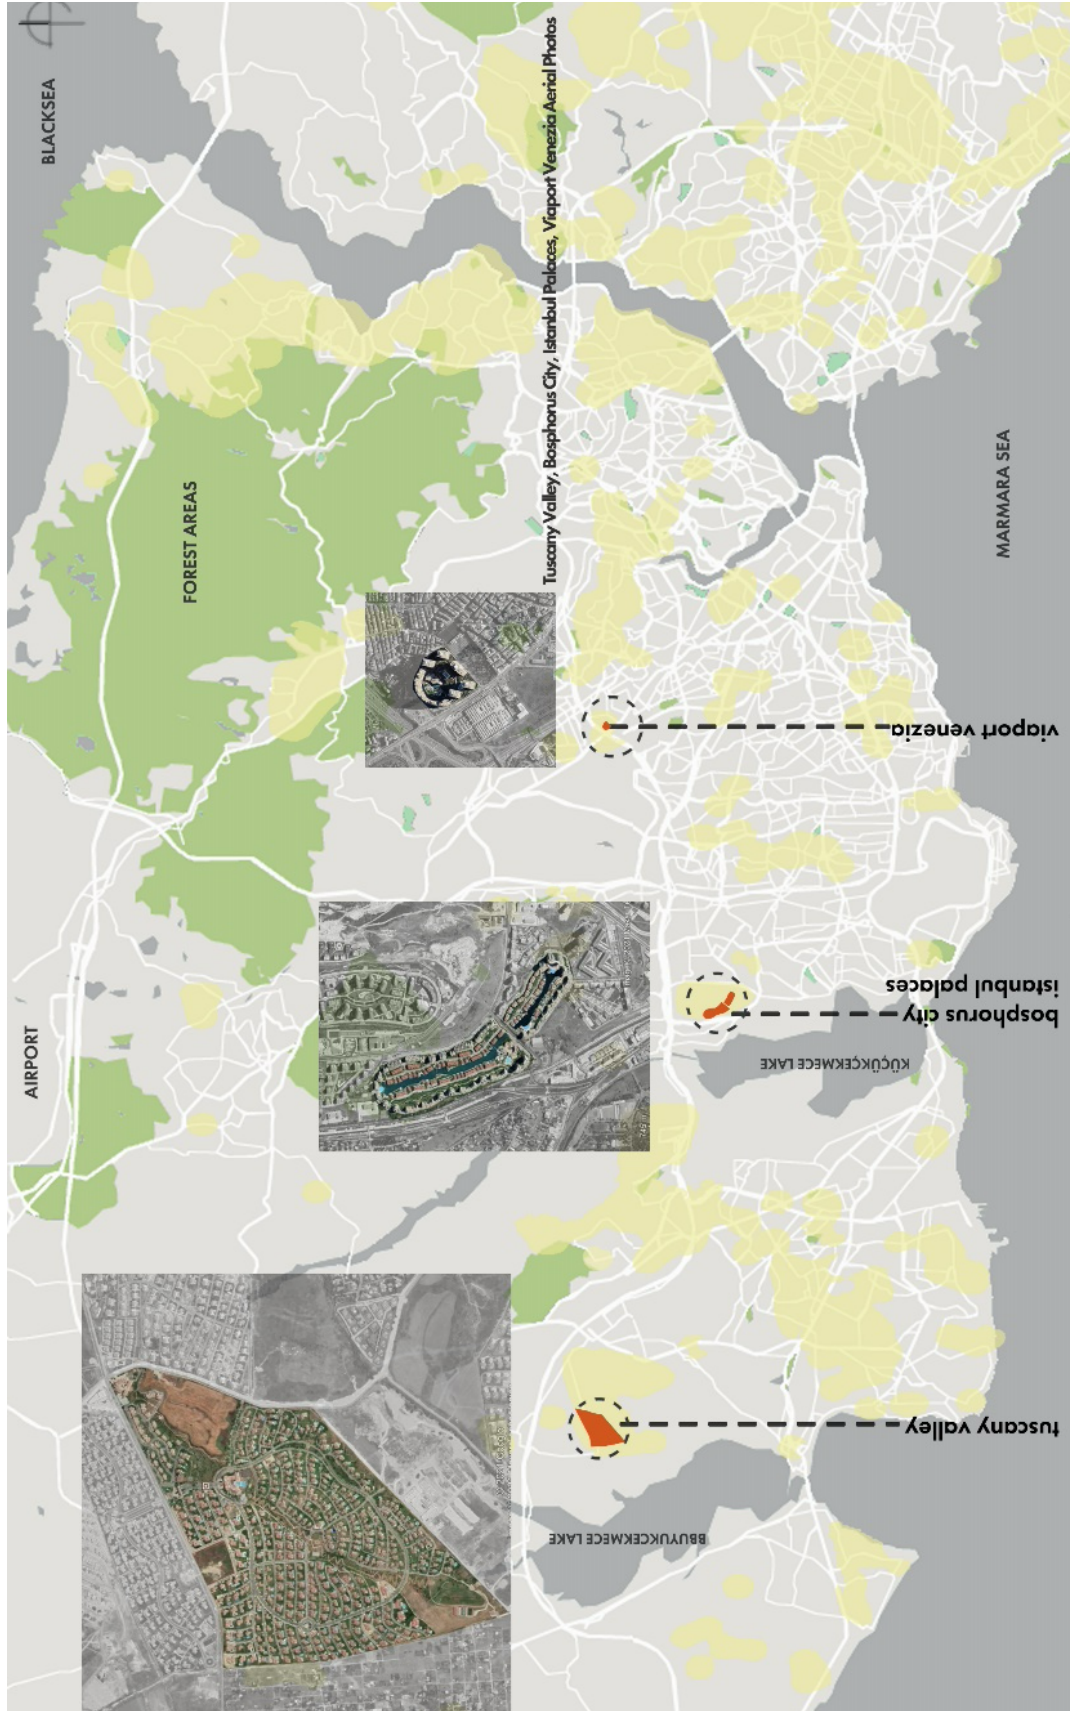 BLACKSEA
Tuscany Valley, Bosphorus City, Istanbul Palaces, Viaport Venezia Aerial Photos
FOREST AREAS
MARMARA SEA
viaport venezia
istanbul palaces
bosphorus city
AIRPORT
KÜÇÜKÇEKMECE LAKE
tuscany valley
BBUYUKCEKMECE LAKE